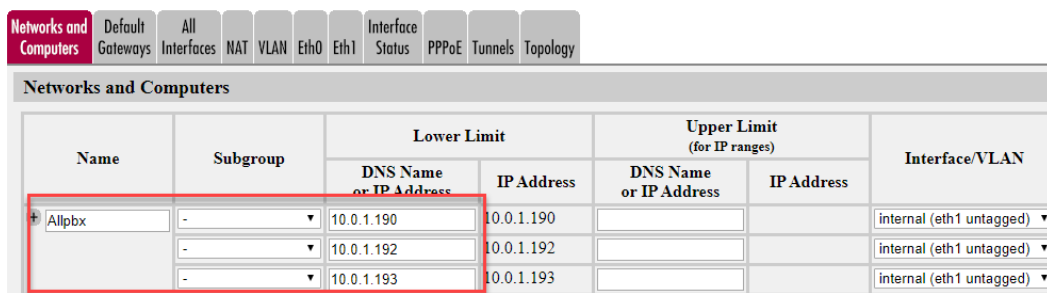 Networks and Computers Default Gateways All Interfaces NAT VLAN Eth0 Eth1 Interface Status PPPoE Tunnels Topology
Networks and Computers
Name Subgroup Lower Limit Upper Limit (for IP ranges) Interface/VLAN
DNS Name or IP Address IP Address DNS Name or IP Address IP Address
+ Allpbx - 10.0.1.190 10.0.1.190 internal (eth1 untagged)
- 10.0.1.192 10.0.1.192 internal (eth1 untagged)
- 10.0.1.193 10.0.1.193 internal (eth1 untagged)